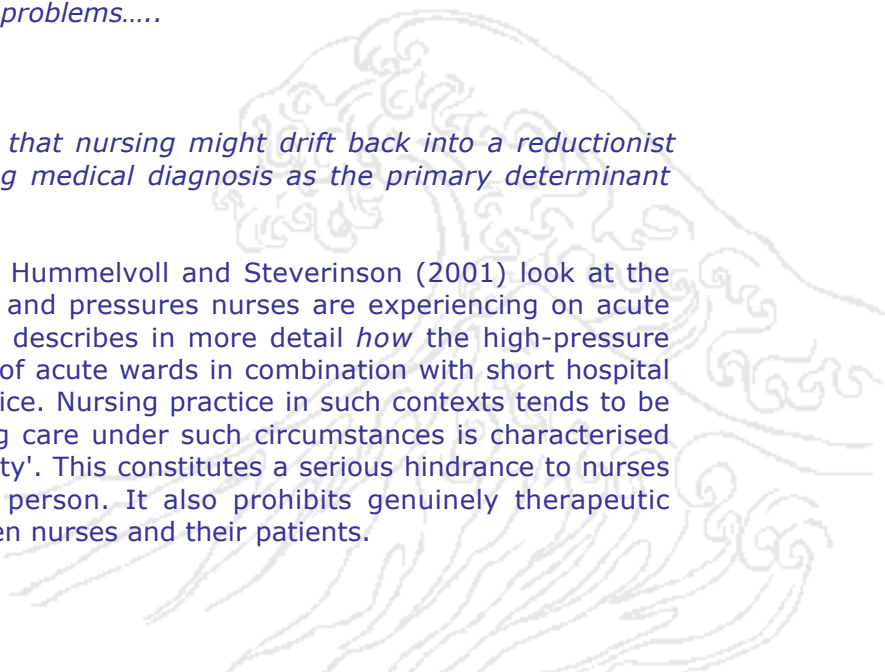 problems…..
that nursing might drift back into a reductionist
g medical diagnosis as the primary determinant
Hummelvoll and Steverinson (2001) look at the
and pressures nurses are experiencing on acute
describes in more detail how the high-pressure
of acute wards in combination with short hospital
ice. Nursing practice in such contexts tends to be
g care under such circumstances is characterised
ty'. This constitutes a serious hindrance to nurses
person. It also prohibits genuinely therapeutic
en nurses and their patients.